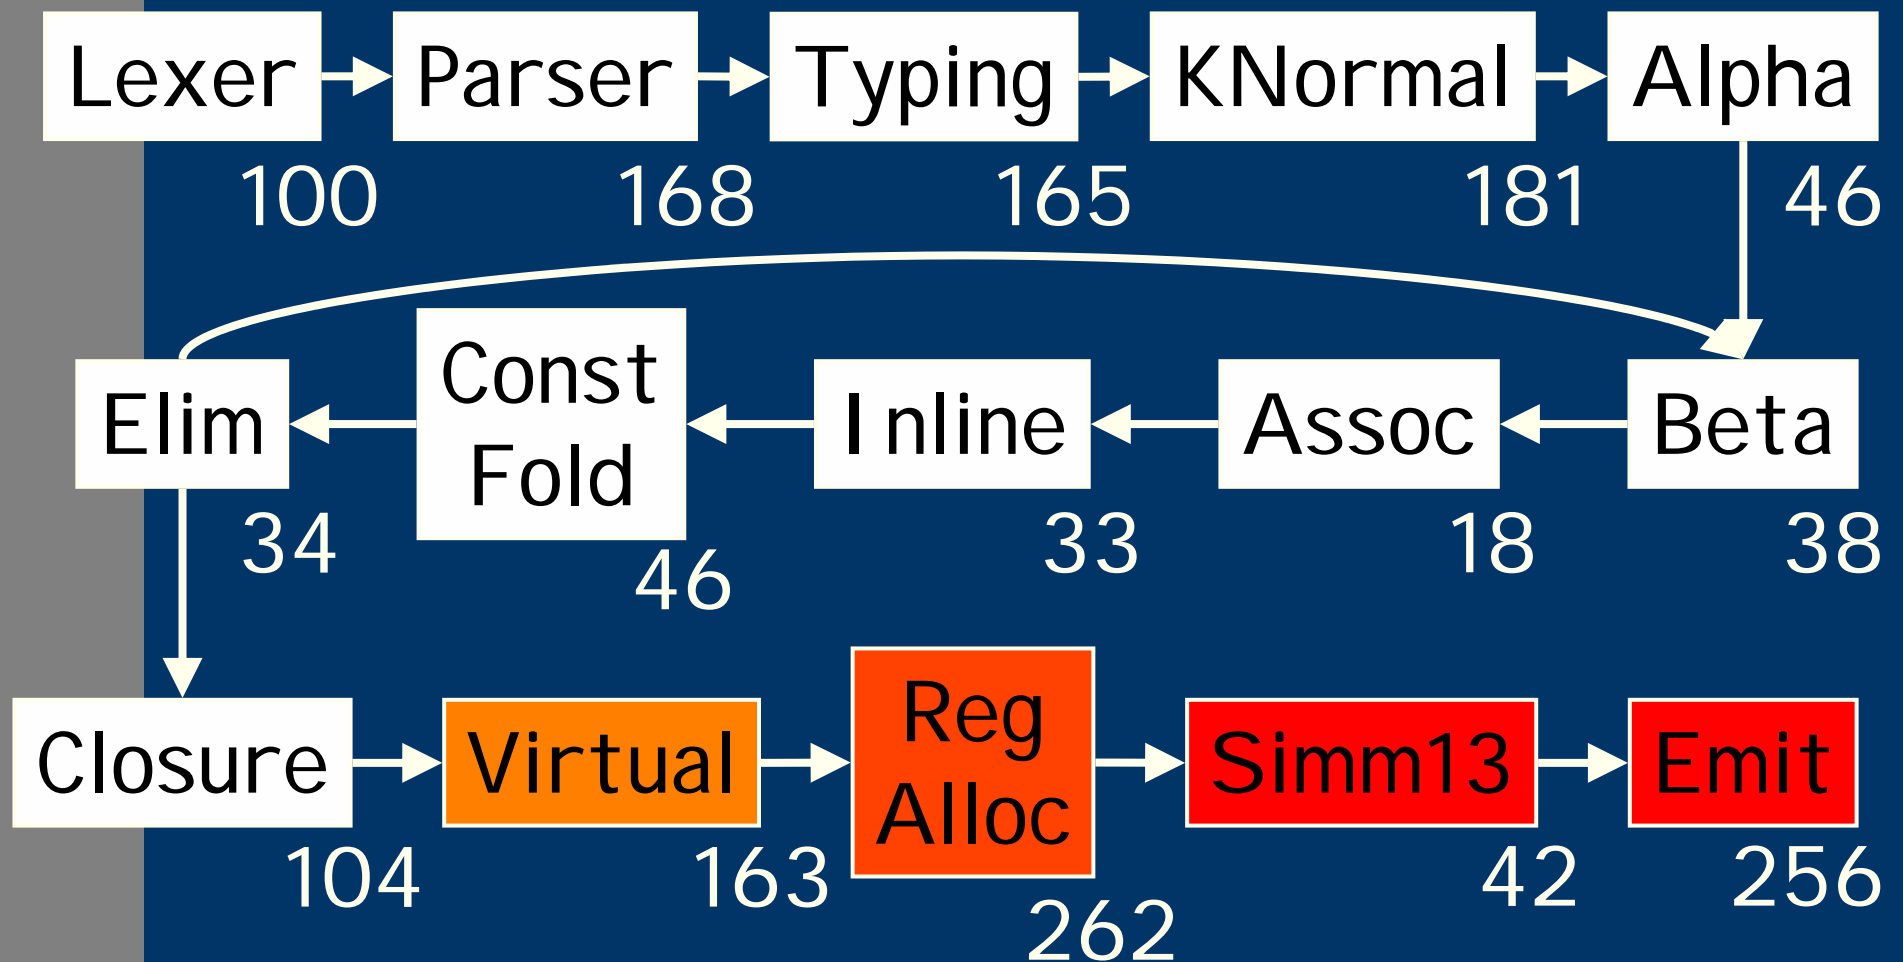 Lexer Parser Typing KNormal Alpha
100 168 165 181 46
Elim Const Fold Inline Assoc Beta
34 46 33 18 38
Closure Virtual Reg Alloc Simm13 Emit
104 163 262 42 256